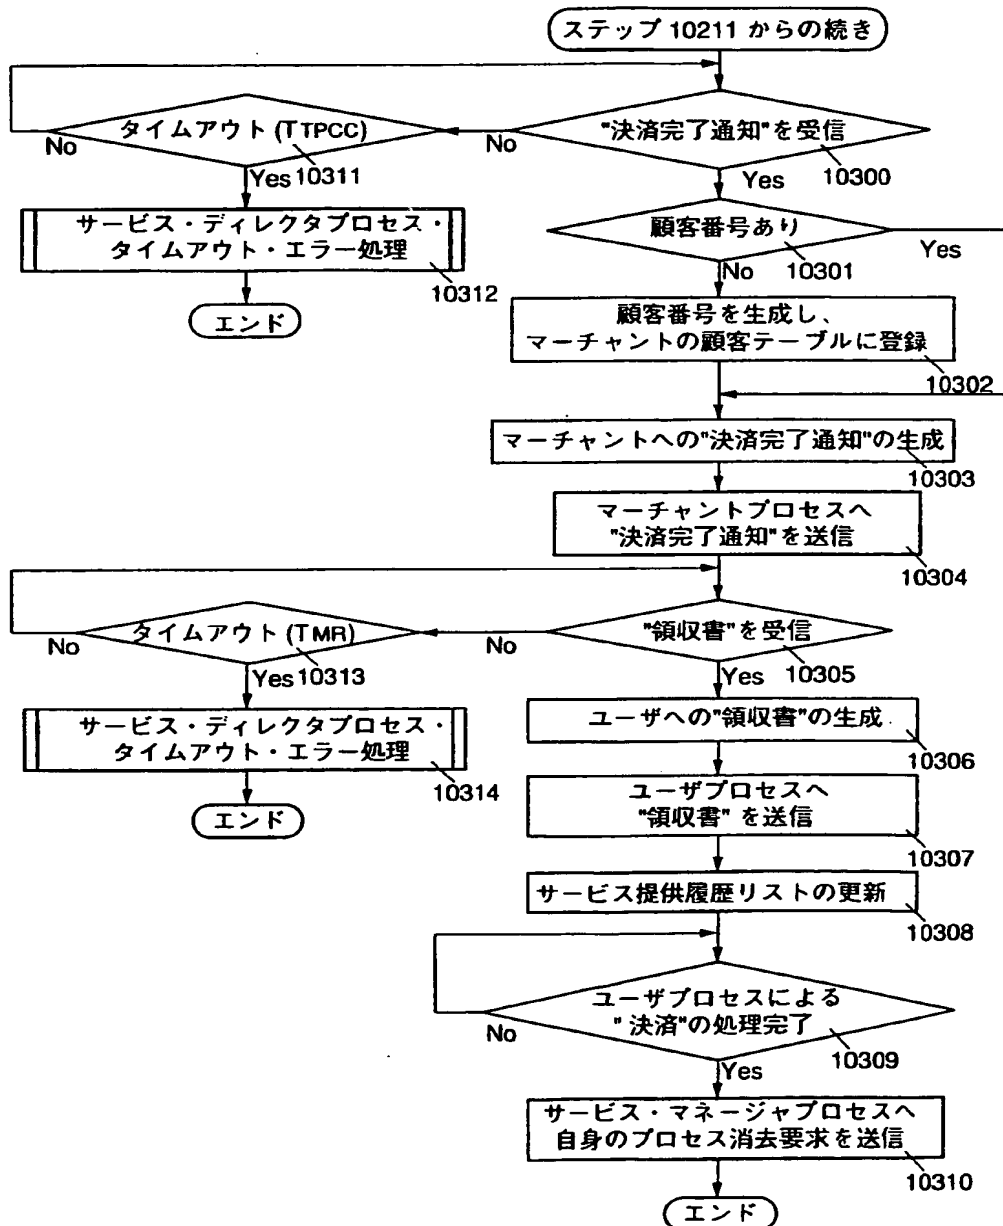 ステップ 10211 からの続き
タイムアウト (TTPCC)
No
Yes
10311
"決済完了通知"を受信
No
10300
Yes
サービス・ディレクタプロセス・
タイムアウト・エラー処理
10312
エンド
顧客番号あり
Yes
10301
No
顧客番号を生成し、
マーチャントの顧客テーブルに登録
10302
マーチャントへの"決済完了通知"の生成
10303
マーチャントプロセスへ
"決済完了通知"を送信
10304
タイムアウト (TMR)
No
Yes
10313
"領収書"を受信
No
10305
Yes
サービス・ディレクタプロセス・
タイムアウト・エラー処理
10314
エンド
ユーザへの"領収書"の生成
10306
ユーザプロセスへ
"領収書" を送信
10307
サービス提供履歴リストの更新
10308
ユーザプロセスによる
"決済"の処理完了
No
10309
Yes
サービス・マネージャプロセスへ
自身のプロセス消去要求を送信
10310
エンド